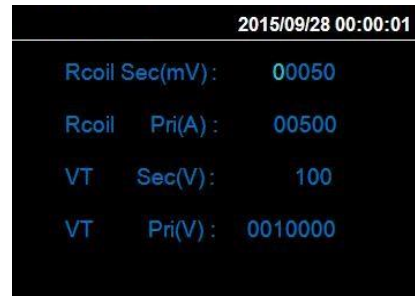 2015/09/28 00:00:01
Rcoil Sec(mV): 00050
Rcoil Pri(A): 00500
VT Sec(V): 100
VT Pri(V): 0010000